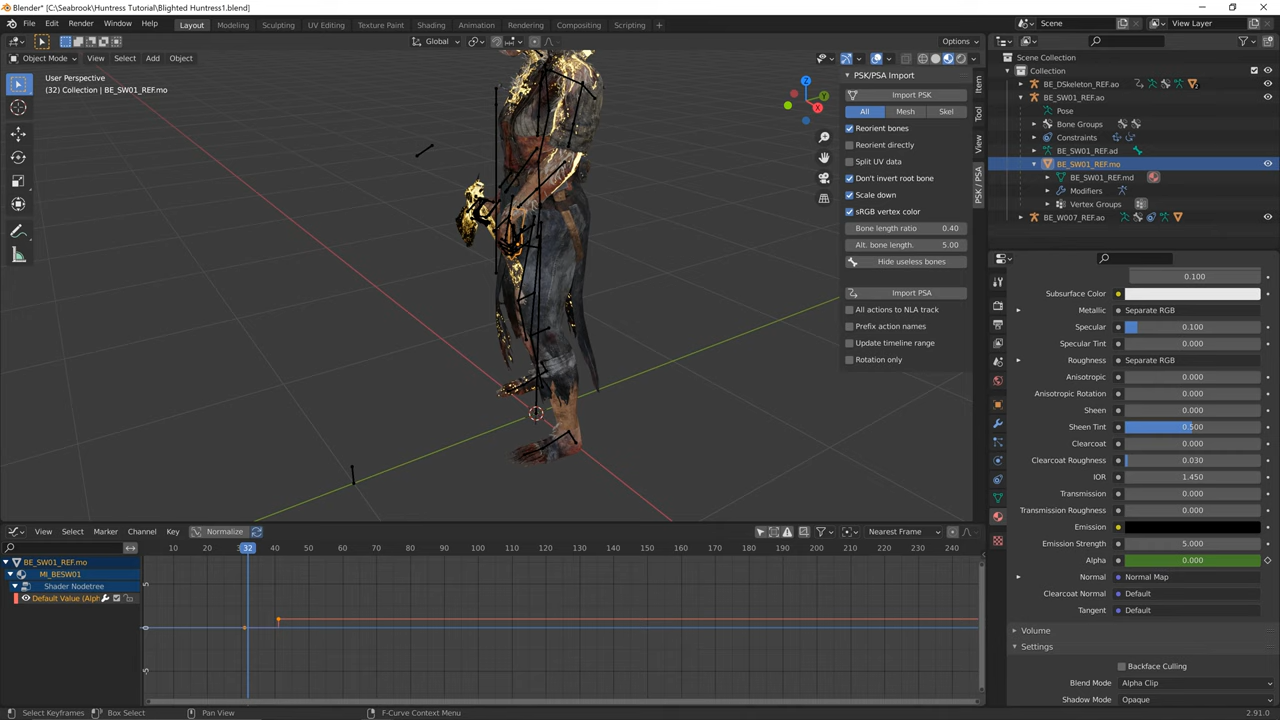 Blender* [C:\Seabrook\Huntress Tutorial\Blighted Huntress1.blend]
File Edit Render Window Help Layout Modeling Sculpting UV Editing Texture Paint Shading Animation Rendering Compositing Scripting + Scene View Layer
Global Options
Object Mode View Select Add Object
User Perspective
(32) Collection | BE_SW01_REF.mo
Z
Y
X
PSK/PSA Import
Import PSK
All Mesh Skel
Reorient bones
Reorient directly
Split UV data
Don't invert root bone
Scale down
sRGB vertex color
Bone length ratio 0.40
Alt. bone length. 5.00
Hide useless bones
Import PSA
All actions to NLA track
Prefix action names
Update timeline range
Rotation only
Item
Tool
View
PSK / PSA
Scene Collection
Collection
BE_DSkeleton_REF.ao
2
BE_SW01_REF.ao
Pose
Bone Groups
Constraints
BE_SW01_REF.ad
BE_SW01_REF.mo
BE_SW01_REF.md
Modifiers
Vertex Groups
BE_W007_REF.ao
0.100
Subsurface Color
Metallic Separate RGB
Specular 0.100
Specular Tint 0.000
Roughness Separate RGB
Anisotropic 0.000
Anisotropic Rotation 0.000
Sheen 0.000
Sheen Tint 0.500
Clearcoat 0.000
Clearcoat Roughness 0.030
IOR 1.450
Transmission 0.000
Transmission Roughness 0.000
Emission
Emission Strength 5.000
Alpha 0.000
Normal Normal Map
Clearcoat Normal Default
Tangent Default
Volume
Settings
Backface Culling
Blend Mode Alpha Clip
Shadow Mode Opaque
View Select Marker Channel Key Normalize Nearest Frame
10 20 32 40 50 60 70 80 90 100 110 120 130 140 150 160 170 180 190 200 210 220 230 240
BE_SW01_REF.mo
MI_BESW01
Shader Nodetree
Default Value (Alph
5
0
-5
Select Keyframes Box Select Pan View F-Curve Context Menu 2.91.0